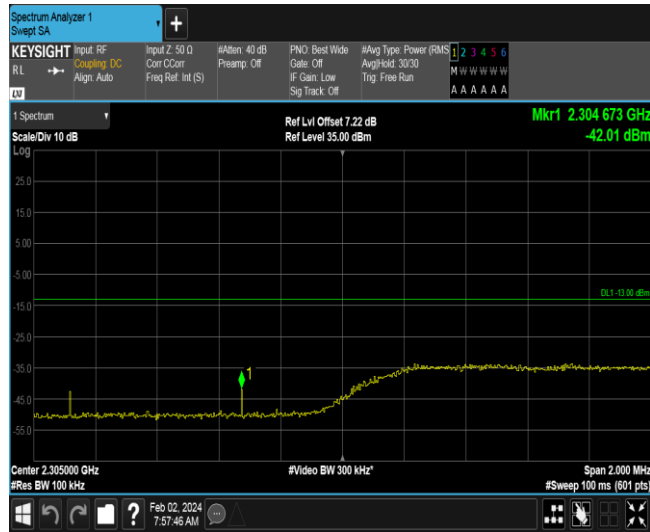 Spectrum Analyzer 1
Swept SA
KEYSIGHT
RL
LXI
Input: RF
Coupling: DC
Align: Auto
Input Z: 50 Ω
Corr CCorr
Freq Ref: Int (S)
#Atten: 40 dB
Preamp: Off
PNO: Best Wide
Gate: Off
IF Gain: Low
Sig Track: Off
#Avg Type: Power (RMS
Avg|Hold: 30/30
Trig: Free Run
1 2 3 4 5 6
M W W W W W
A A A A A A
1 Spectrum
Scale/Div 10 dB
Log
Ref Lvl Offset 7.22 dB
Ref Level 35.00 dBm
Mkr1 2.304 673 GHz
-42.01 dBm
25.0
15.0
5.00
-5.00
DL1 -13.00 dBm
-15.0
-25.0
-35.0
1
-45.0
-55.0
Center 2.305000 GHz
#Res BW 100 kHz
#Video BW 300 kHz*
Span 2.000 MHz
#Sweep 100 ms (601 pts)
?
Feb 02, 2024
7:57:46 AM